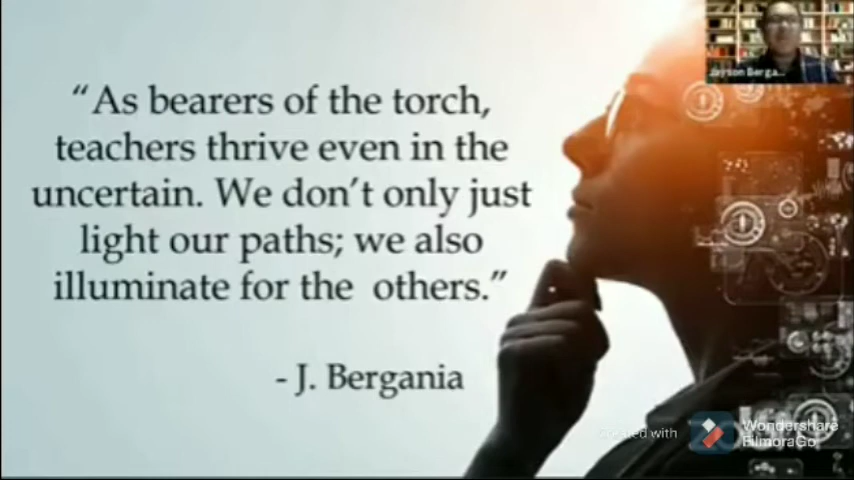 “As bearers of the torch,
teachers thrive even in the
uncertain. We don’t only just
light our paths; we also
illuminate for the others.”
- J. Bergania
Jayson Berga...
Created with
Wondershare
FilmoraGo